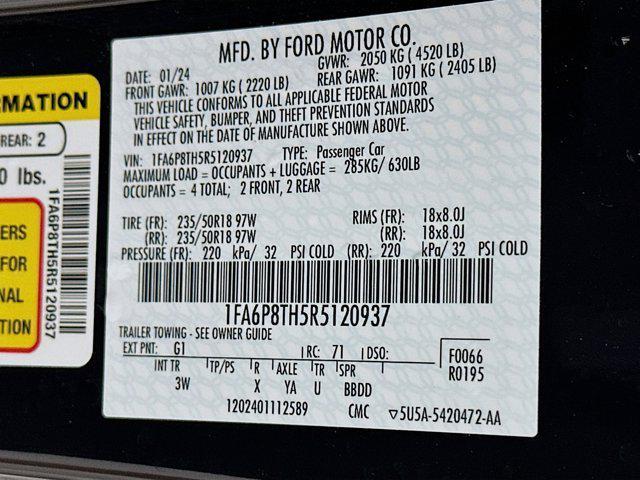 RMATION
REAR: 2
0 lbs.
ERS
FOR
NAL
TION
1FA6P8TH5R5120937
MFD. BY FORD MOTOR CO.
DATE: 01/24 GVWR: 2050 KG ( 4520 LB)
FRONT GAWR: 1007 KG ( 2220 LB) REAR GAWR: 1091 KG ( 2405 LB)
THIS VEHICLE CONFORMS TO ALL APPLICABLE FEDERAL MOTOR
VEHICLE SAFETY, BUMPER, AND THEFT PREVENTION STANDARDS
IN EFFECT ON THE DATE OF MANUFACTURE SHOWN ABOVE.
VIN: 1FA6P8TH5R5120937 TYPE: Passenger Car
MAXIMUM LOAD = OCCUPANTS + LUGGAGE = 285KG/ 630LB
OCCUPANTS = 4 TOTAL; 2 FRONT, 2 REAR
TIRE (FR): 235/50R18 97W RIMS (FR): 18x8.0J
(RR): 235/50R18 97W (RR): 18x8.0J
PRESSURE (FR): 220 kPa/ 32 PSI COLD (RR): 220 kPa/ 32 PSI COLD
1FA6P8TH5R5120937
TRAILER TOWING - SEE OWNER GUIDE
EXT PNT: G1 RC: 71 DSO: F0066
INT TR TP/PS R AXLE TR SPR R0195
3W X YA U BBDD
1202401112589 CMC ▽5U5A-5420472-AA